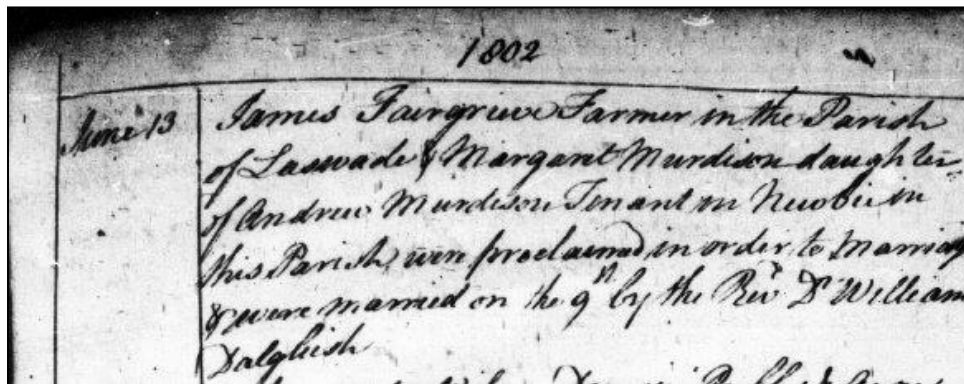 1802
June 13 James Fairgrieve Farmer in the Parish
of Lasswade & Margaret Murdison daughter
of Andrew Murdison Tenant in Newbie in
this Parish were proclaimed in order to Marriage
& were married on the 9th by the Revd Dr William
Dalgliesh